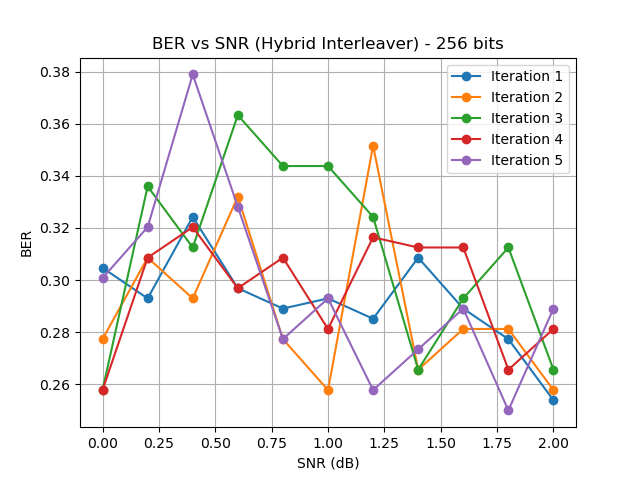 BER vs SNR (Hybrid Interleaver) - 256 bits
0.38
0.36
0.34
0.32
0.30
0.28
0.26
BER
Iteration 1
Iteration 2
Iteration 3
Iteration 4
Iteration 5
0.00 0.25 0.50 0.75 1.00 1.25 1.50 1.75 2.00
SNR (dB)